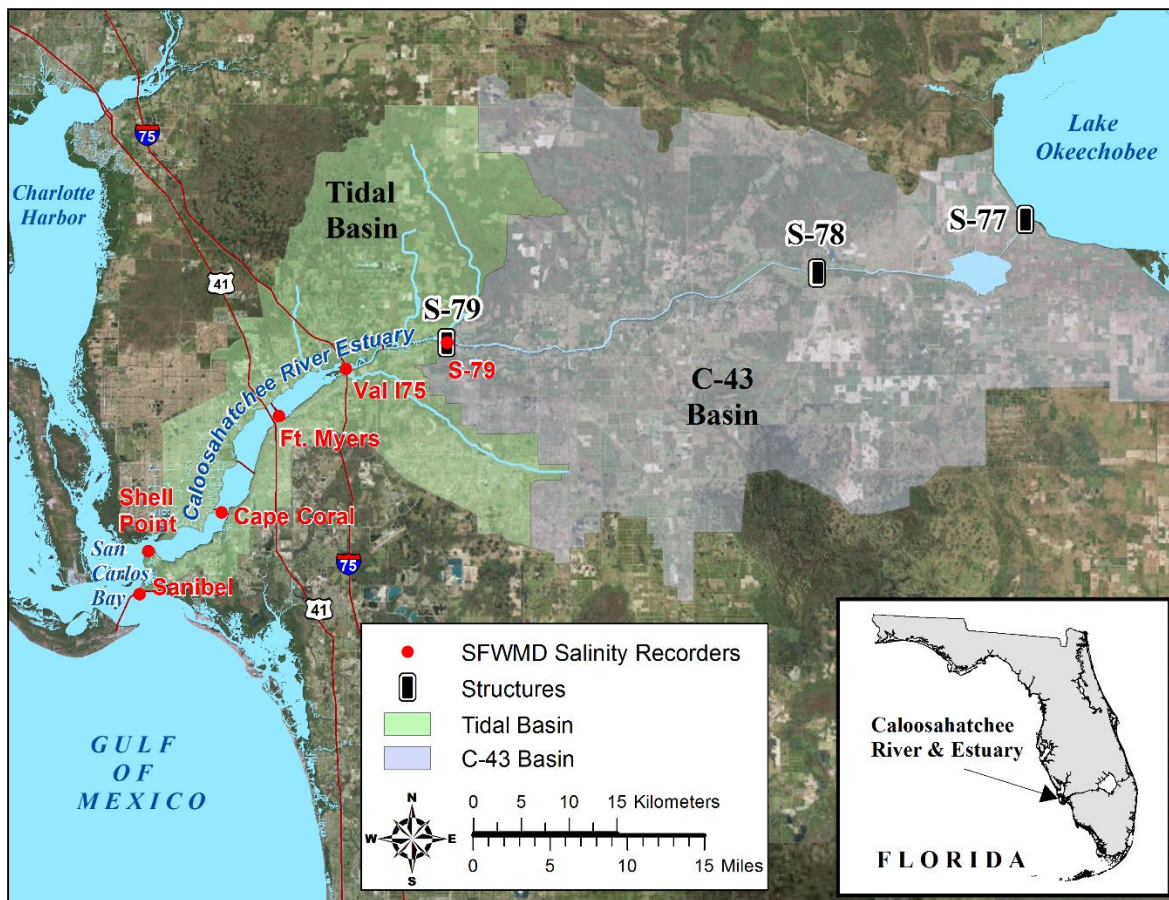 75
Lake
Okeechobee
Charlotte
Harbor
Tidal
Basin
S-77
S-78
41
S-79
S-79
Caloosahatchee River Estuary
Val I75
C-43
Basin
Ft. Myers
Shell
Point
Cape Coral
San
Carlos
Bay
Sanibel
75
41
GULF
OF
MEXICO
SFWMD Salinity Recorders
Structures
Tidal Basin
C-43 Basin
N
W E
S
0 5 10 15 Kilometers
0 5 10 15 Miles
Caloosahatchee
River & Estuary
FLORIDA